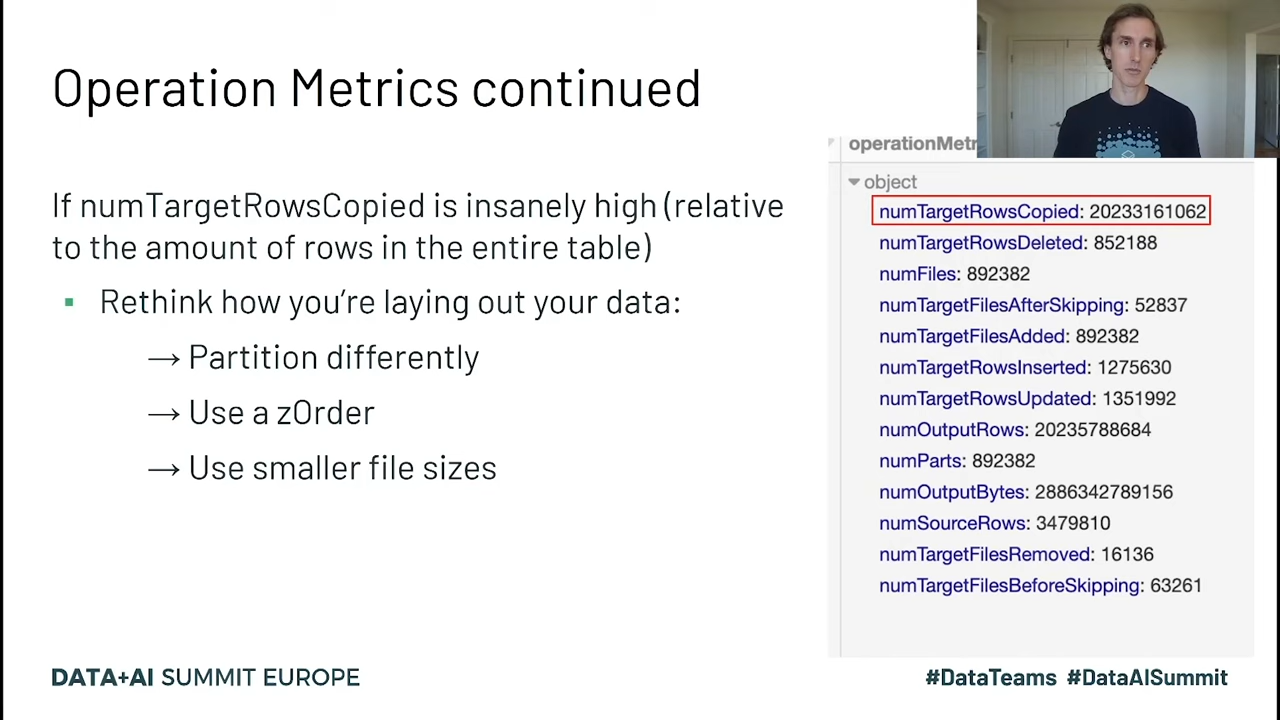 Operation Metrics continued
If numTargetRowsCopied is insanely high (relative
to the amount of rows in the entire table)
▪ Rethink how you're laying out your data:
→ Partition differently
→ Use a zOrder
→ Use smaller file sizes
operationMetr
object
numTargetRowsCopied: 20233161062
numTargetRowsDeleted: 852188
numFiles: 892382
numTargetFilesAfterSkipping: 52837
numTargetFilesAdded: 892382
numTargetRowsInserted: 1275630
numTargetRowsUpdated: 1351992
numOutputRows: 20235788684
numParts: 892382
numOutputBytes: 2886342789156
numSourceRows: 3479810
numTargetFilesRemoved: 16136
numTargetFilesBeforeSkipping: 63261
DATA+AI SUMMIT EUROPE
#DataTeams #DataAISummit